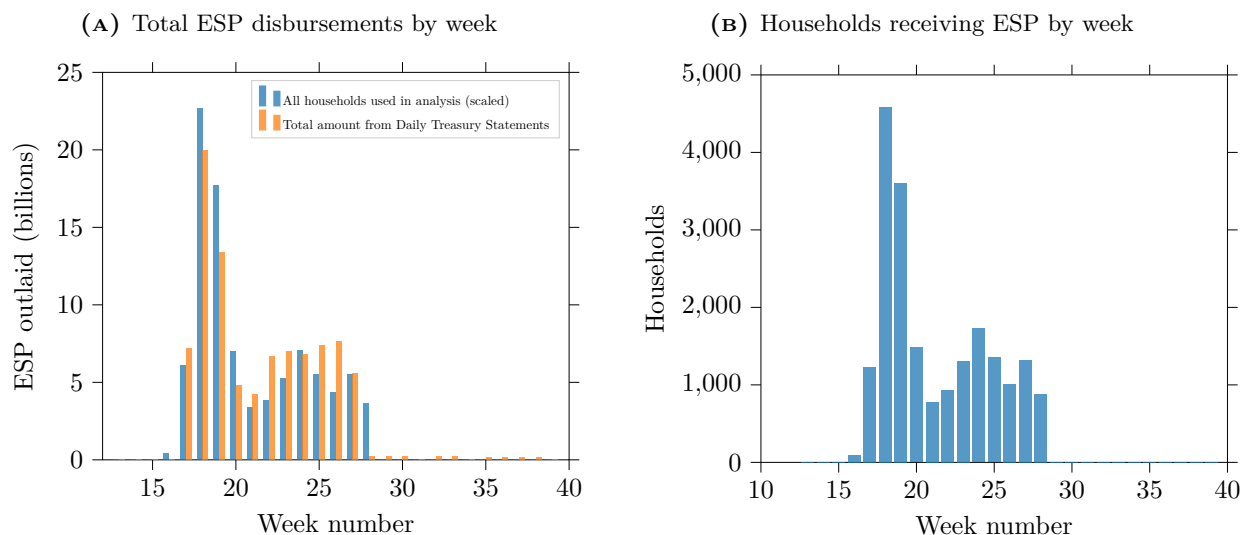 (A) Total ESP disbursements by week
25
20
15
10
5
0
ESP outlaid (billions)
All households used in analysis (scaled)
Total amount from Daily Treasury Statements
15 20 25 30 35 40
Week number
(B) Households receiving ESP by week
5,000
4,000
3,000
2,000
1,000
0
Households
10 15 20 25 30 35 40
Week number